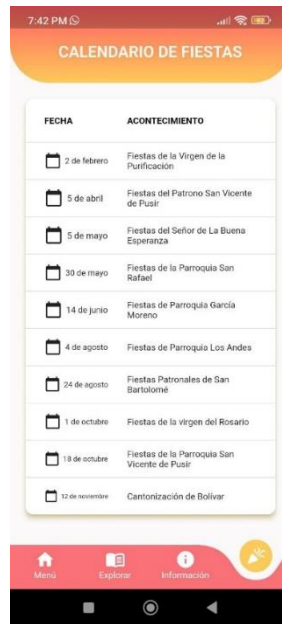 7:42 PM
CALENDARIO DE FIESTAS
FECHA ACONTECIMIENTO
2 de febrero Fiestas de la Virgen de la
Purificación
5 de abril Fiestas del Patrono San Vicente
de Pusir
5 de mayo Fiestas del Señor de La Buena
Esperanza
30 de mayo Fiestas de la Parroquia San
Rafael
14 de junio Fiestas de Parroquia García
Moreno
4 de agosto Fiestas de Parroquia Los Andes
24 de agosto Fiestas Patronales de San
Bartolomé
1 de octubre Fiestas de la virgen del Rosario
18 de octubre Fiestas de la Parroquia San
Vicente de Pusir
12 de noviembre Cantonización de Bolívar
Menú Explorar Información